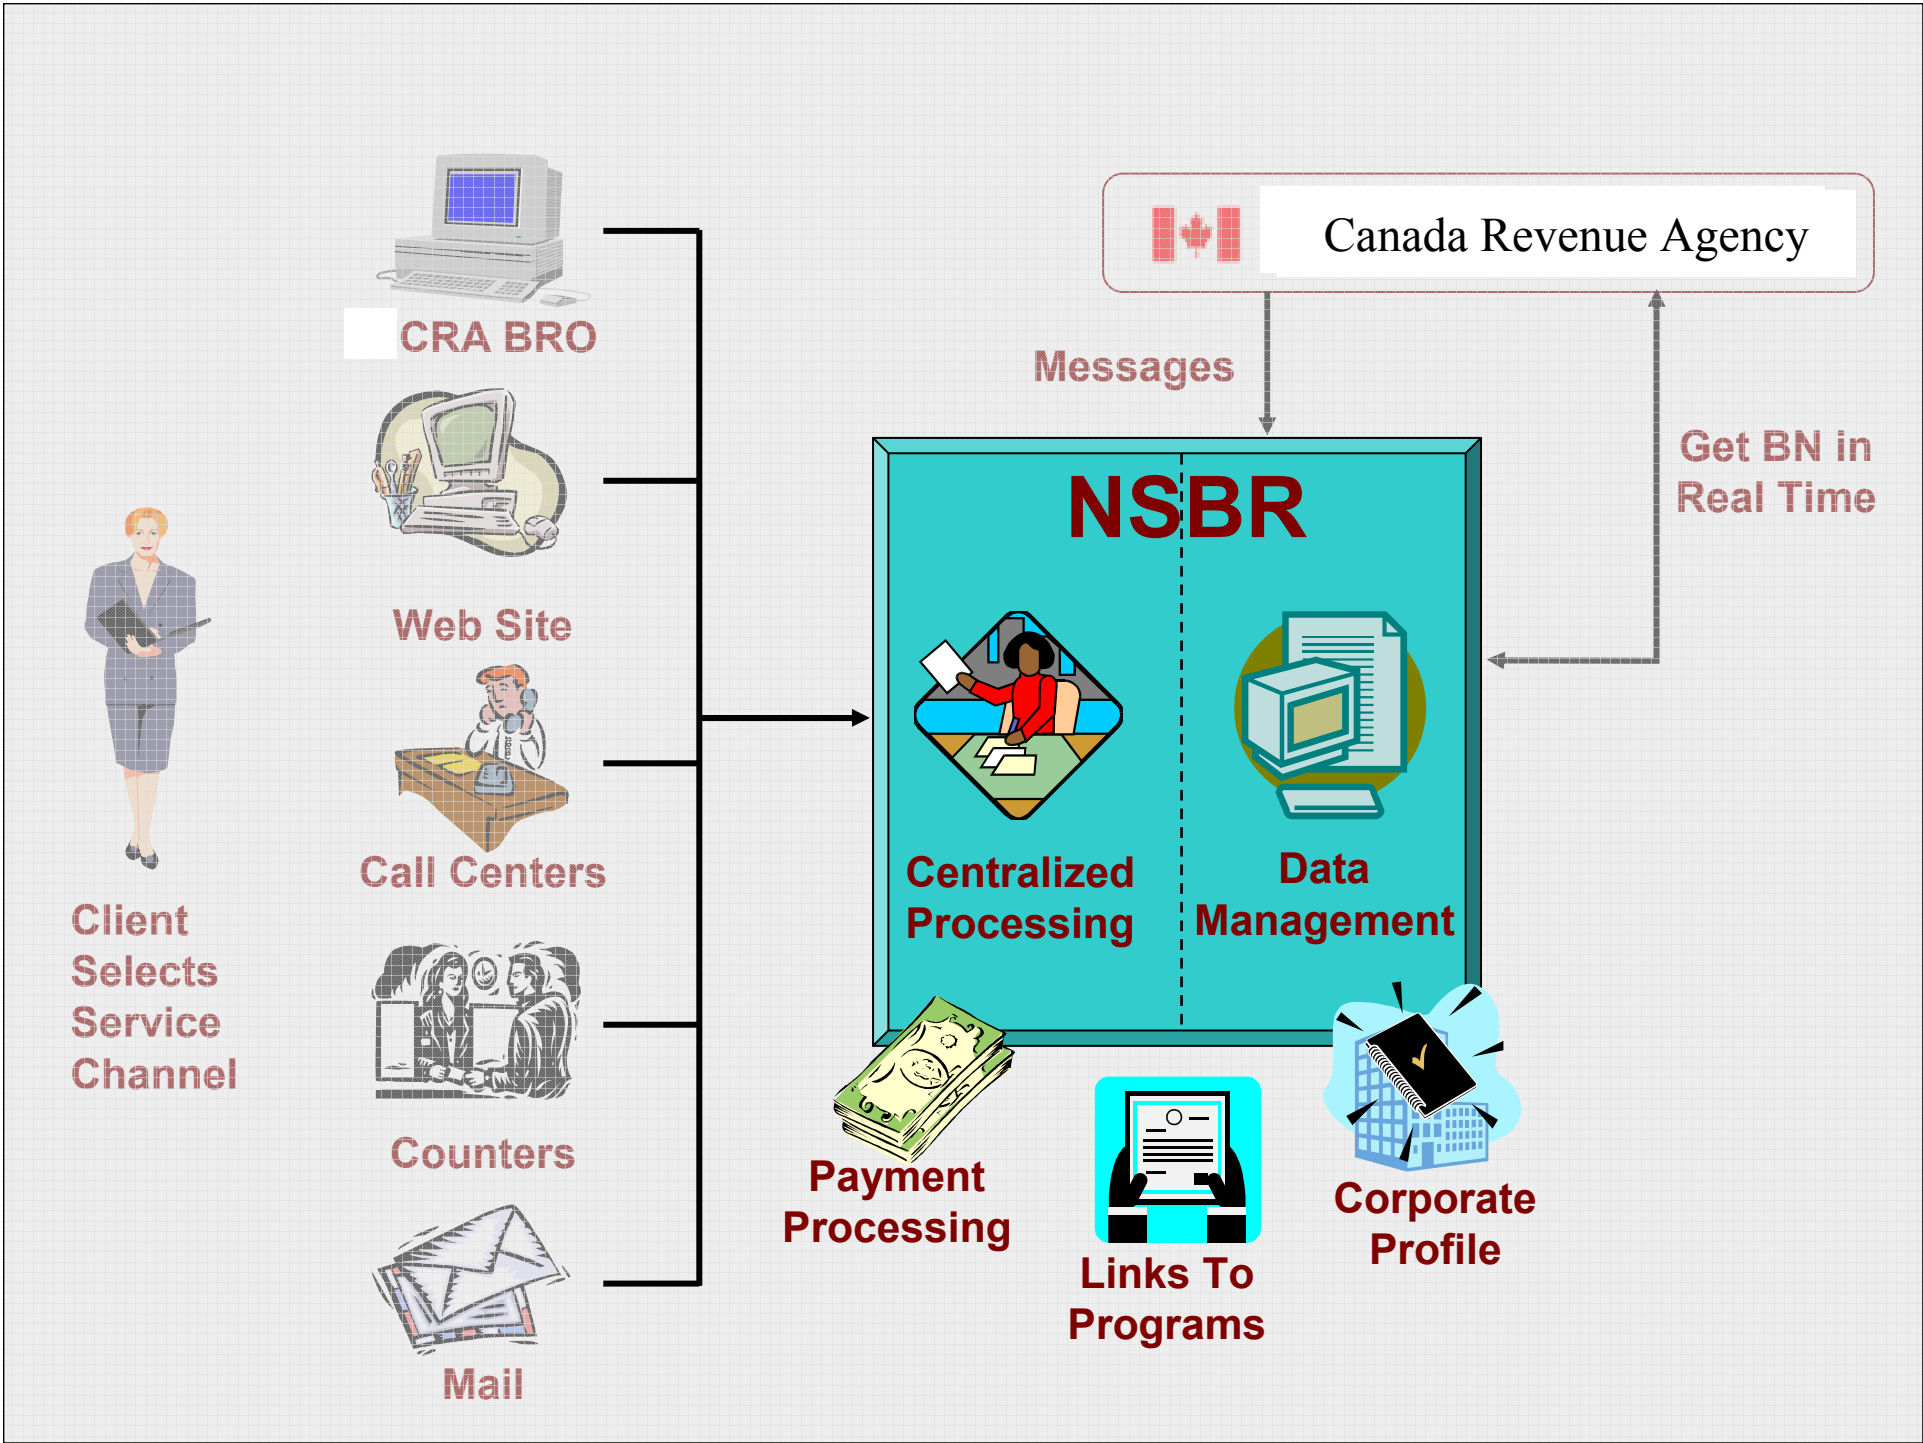 Canada Revenue Agency
CRA BRO
Messages
Get BN in
Real Time
NSBR
Web Site
Centralized
Processing
Data
Management
Call Centers
Client
Selects
Service
Channel
Counters
Payment
Processing
Links To
Programs
Corporate
Profile
Mail